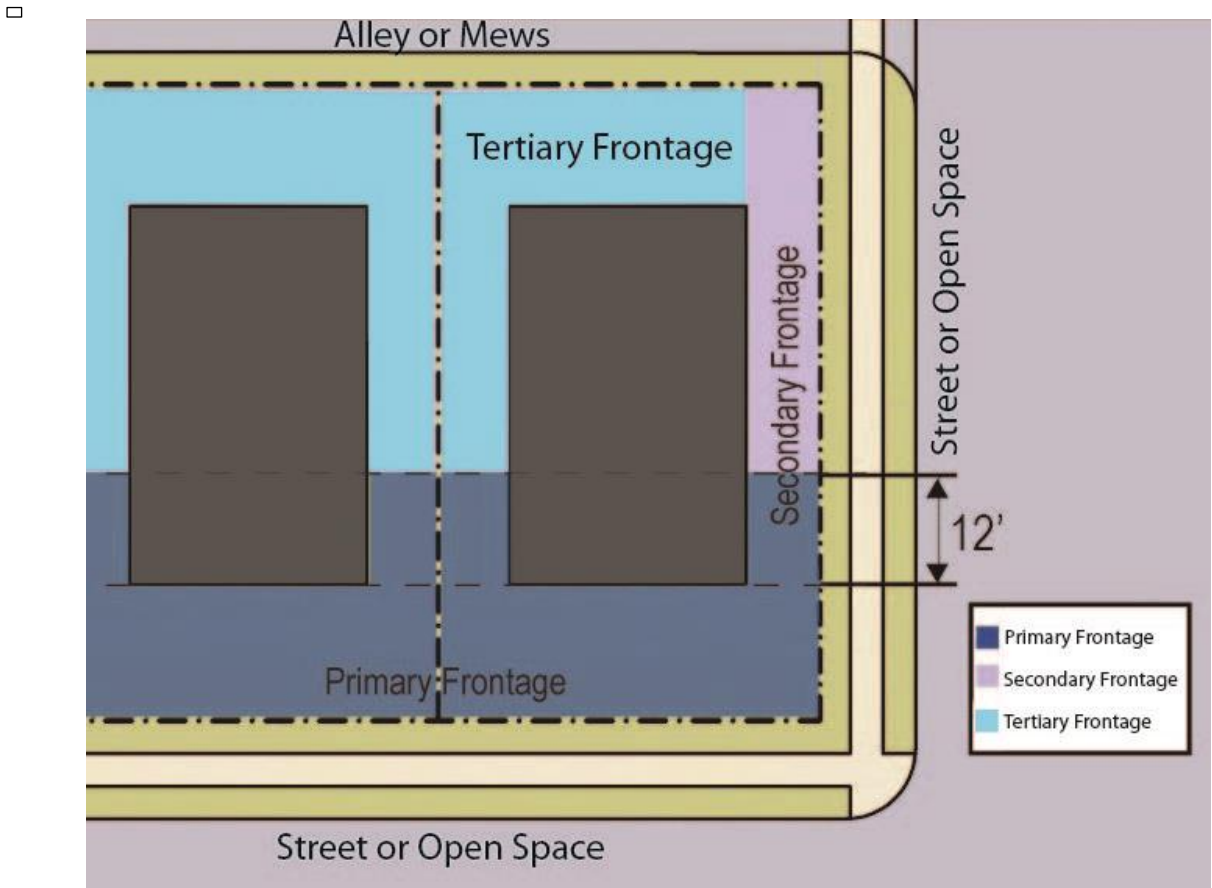 Alley or Mews
Tertiary Frontage
Street or Open Space
Secondary Frontage
12’
Primary Frontage
Primary Frontage
Secondary Frontage
Tertiary Frontage
Street or Open Space